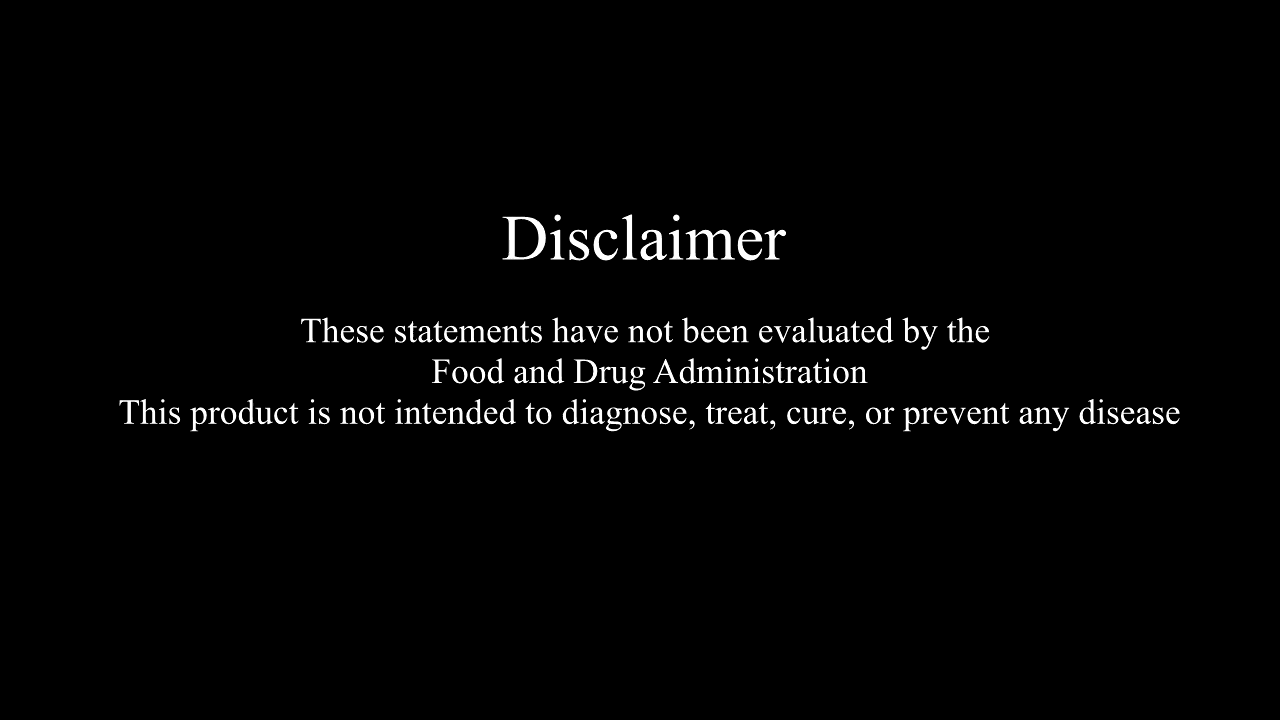 Disclaimer
These statements have not been evaluated by the
Food and Drug Administration
This product is not intended to diagnose, treat, cure, or prevent any disease